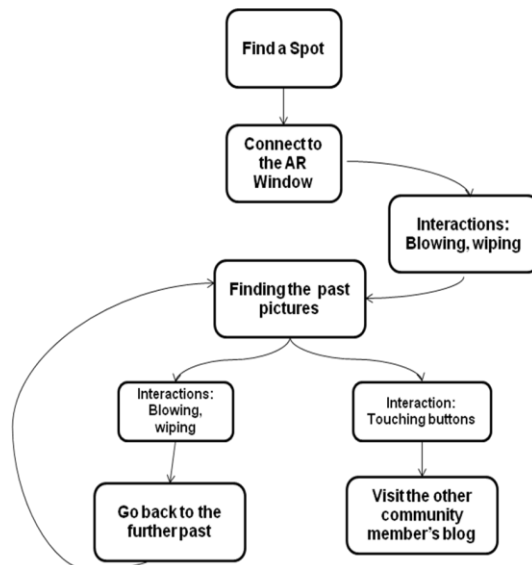 Find a Spot
Connect to
the AR
Window
Interactions:
Blowing, wiping
Finding the past
pictures
Interactions:
Blowing,
wiping
Interaction:
Touching buttons
Go back to the
further past
Visit the other
community
member's blog